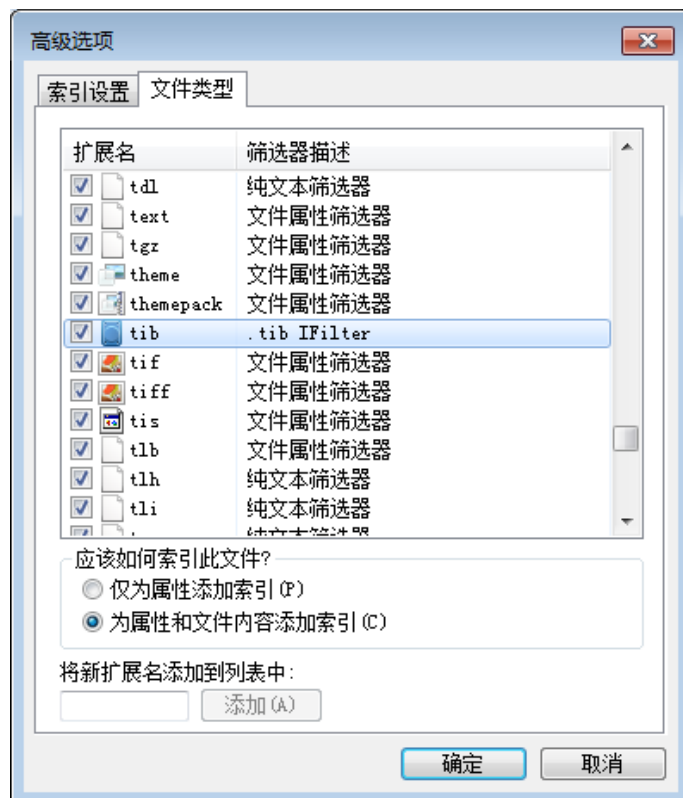 高级选项
索引设置 文件类型
扩展名 筛选器描述
tdl 纯文本筛选器
text 文件属性筛选器
tgz 文件属性筛选器
theme 文件属性筛选器
themepack 文件属性筛选器
tib .tib IFilter
tif 文件属性筛选器
tiff 文件属性筛选器
tis 文件属性筛选器
tlb 文件属性筛选器
tlh 纯文本筛选器
tli 纯文本筛选器
应该如何索引此文件?
仅为属性添加索引(P)
为属性和文件内容添加索引(C)
将新扩展名添加到列表中:
添加(A)
确定 取消